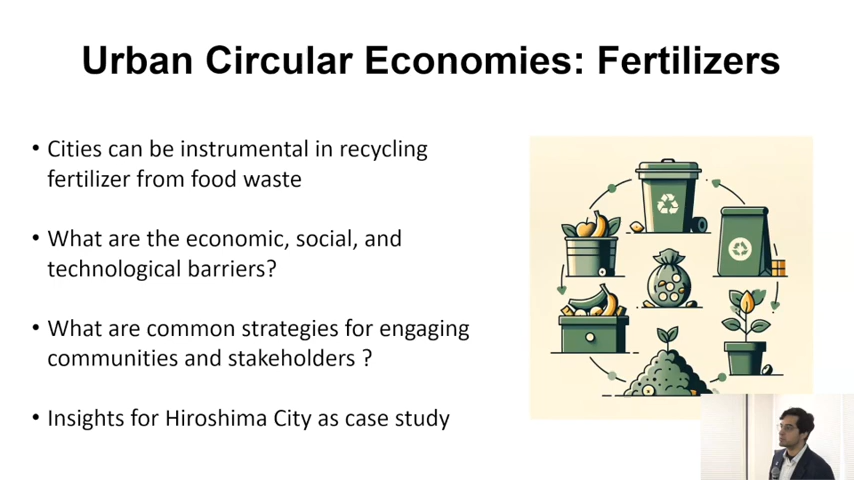 Urban Circular Economies: Fertilizers
• Cities can be instrumental in recycling
fertilizer from food waste
• What are the economic, social, and
technological barriers?
• What are common strategies for engaging
communities and stakeholders ?
• Insights for Hiroshima City as case study